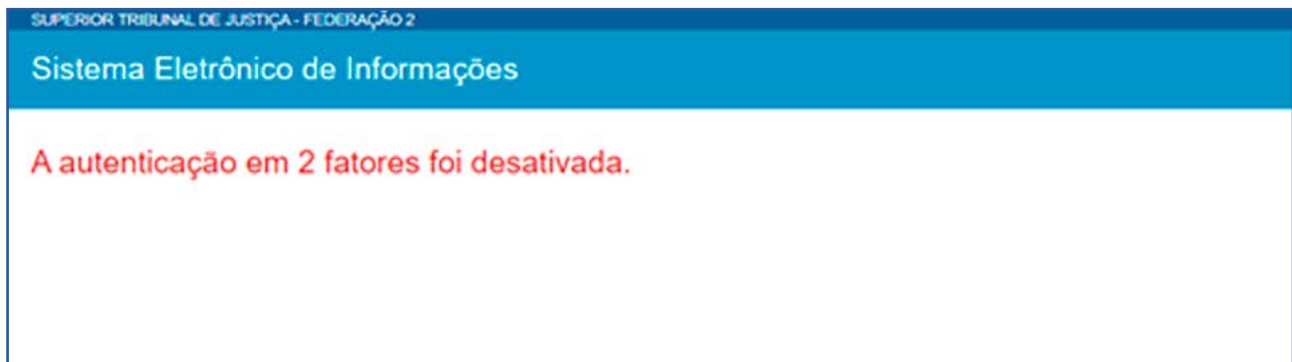 SUPERIOR TRIBUNAL DE JUSTIÇA - FEDERAÇÃO 2
Sistema Eletrônico de Informações
A autenticação em 2 fatores foi desativada.